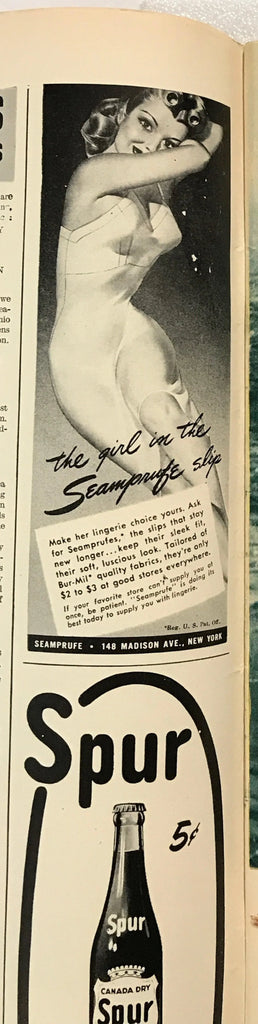 the girl in the
Seamprufe slip
Make her lingerie choice yours. Ask
for Seamprufes,* the slips that stay
new longer...keep their sleek fit,
their soft, luscious look. Tailored of
Bur-Mil* quality fabrics, they're only
$2 to $3 at good stores everywhere.
If your favorite store can't supply you at
once, be patient. "Seamprufe" is doing its
best today to supply you with lingerie.
*Reg. U. S. Pat. Off.
SEAMPRUFE • 148 MADISON AVE., NEW YORK
Spur
5¢
Spur
CANADA DRY
Spur